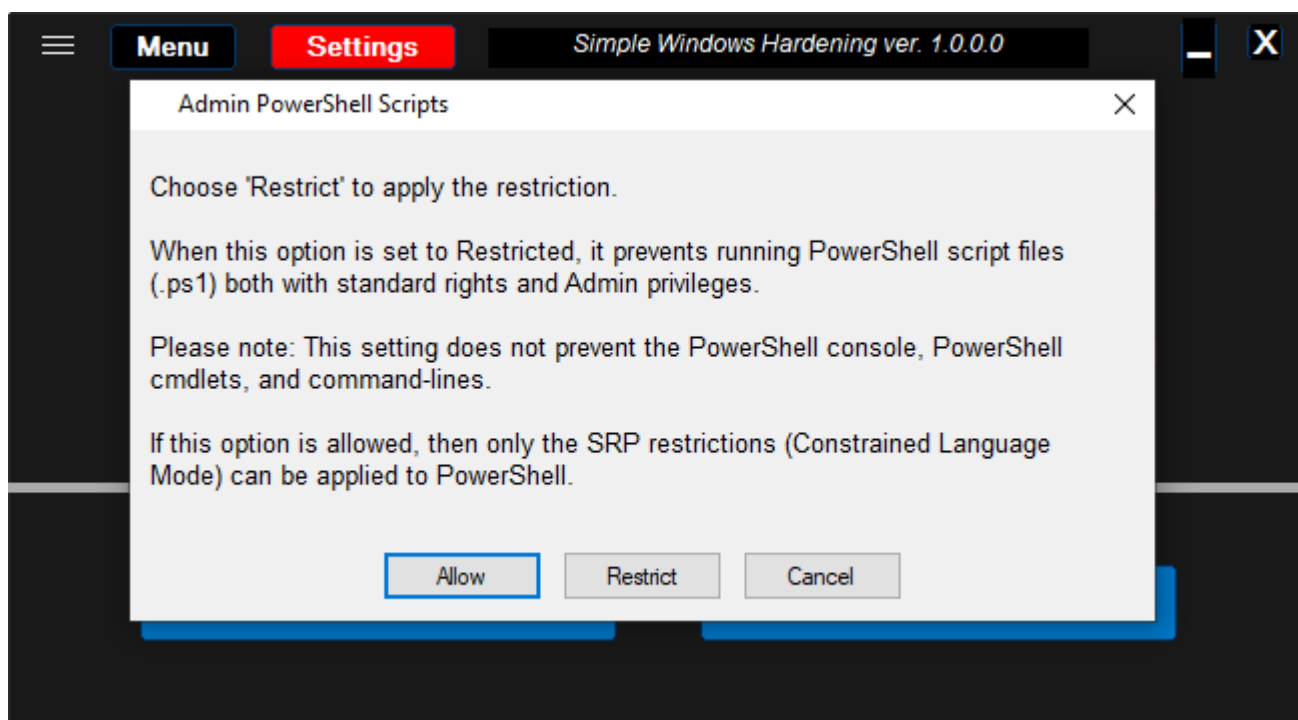 Menu
Settings
Simple Windows Hardening ver. 1.0.0.0
X
Admin PowerShell Scripts
Choose 'Restrict' to apply the restriction.
When this option is set to Restricted, it prevents running PowerShell script files
(.ps1) both with standard rights and Admin privileges.
Please note: This setting does not prevent the PowerShell console, PowerShell
cmdlets, and command-lines.
If this option is allowed, then only the SRP restrictions (Constrained Language
Mode) can be applied to PowerShell.
Allow
Restrict
Cancel